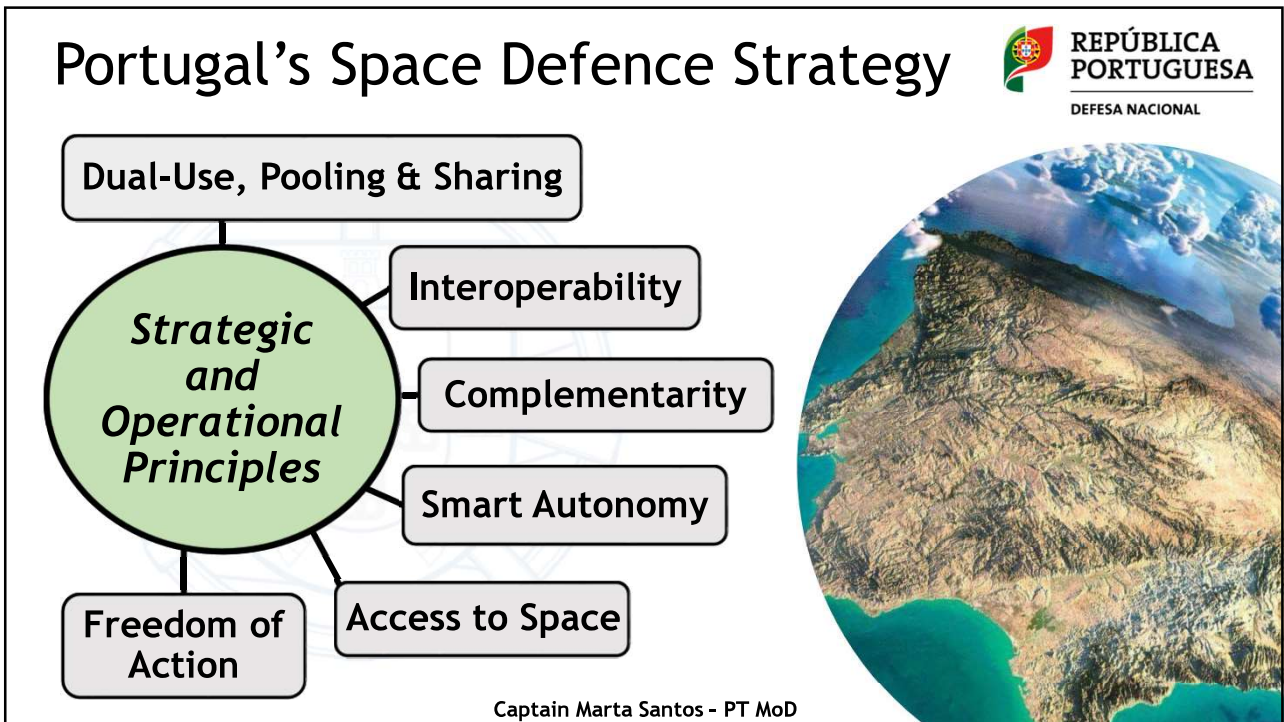 Portugal’s Space Defence Strategy
REPÚBLICA
PORTUGUESA
DEFESA NACIONAL
Dual-Use, Pooling & Sharing
Interoperability
Strategic
and
Operational
Principles
Complementarity
Smart Autonomy
Access to Space
Freedom of
Action
Captain Marta Santos – PT MoD